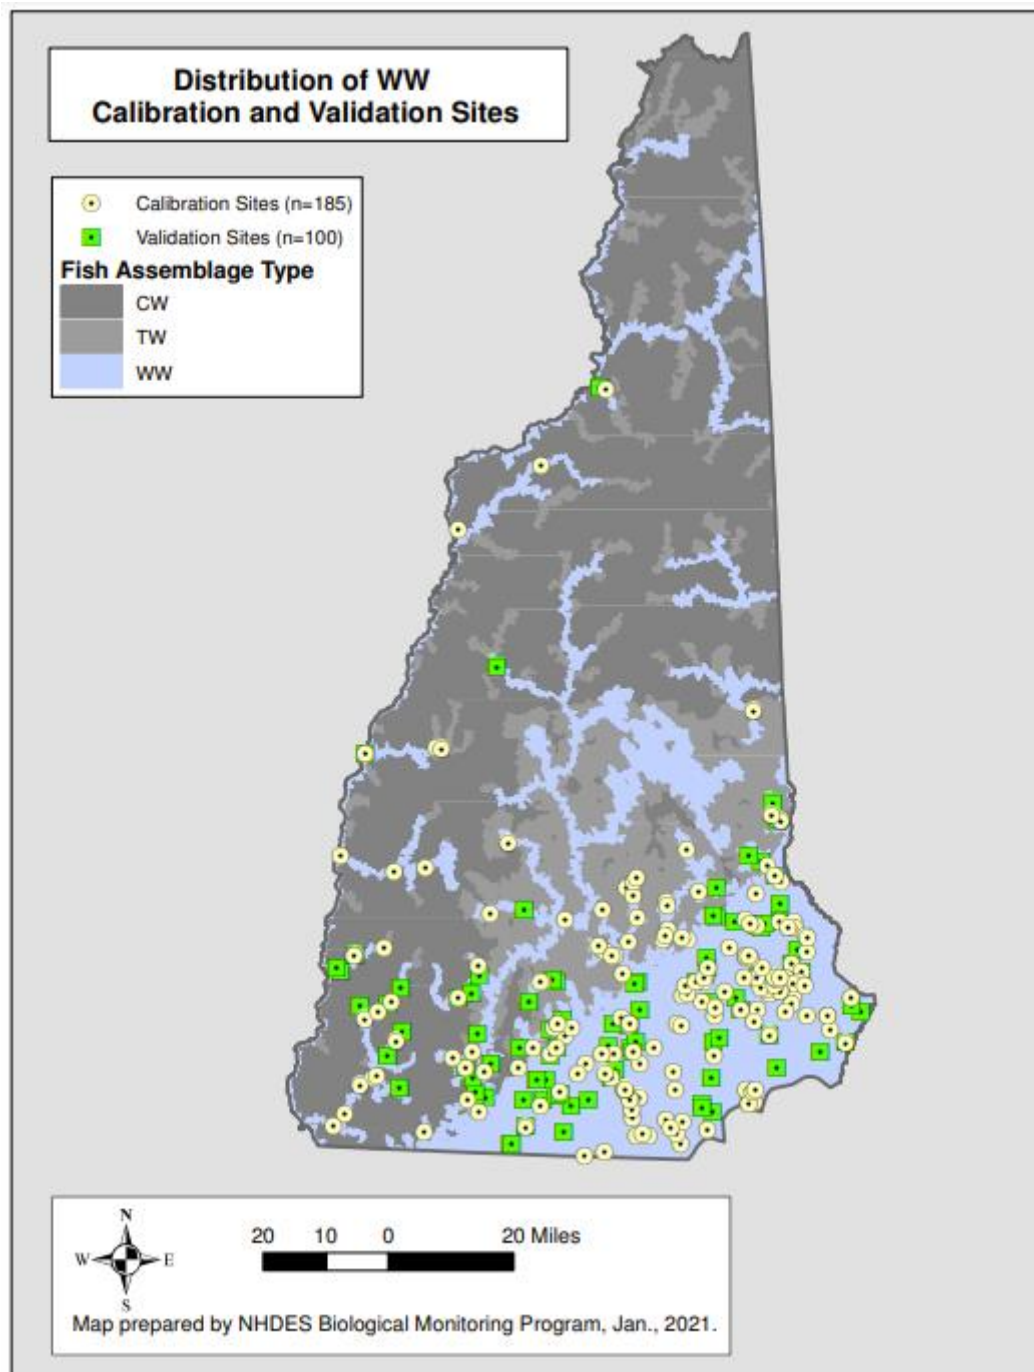 Distribution of WW
Calibration and Validation Sites
Calibration Sites (n=185)
Validation Sites (n=100)
Fish Assemblage Type
CW
TW
WW
N
W E
S
20 10 0 20 Miles
Map prepared by NHDES Biological Monitoring Program, Jan., 2021.